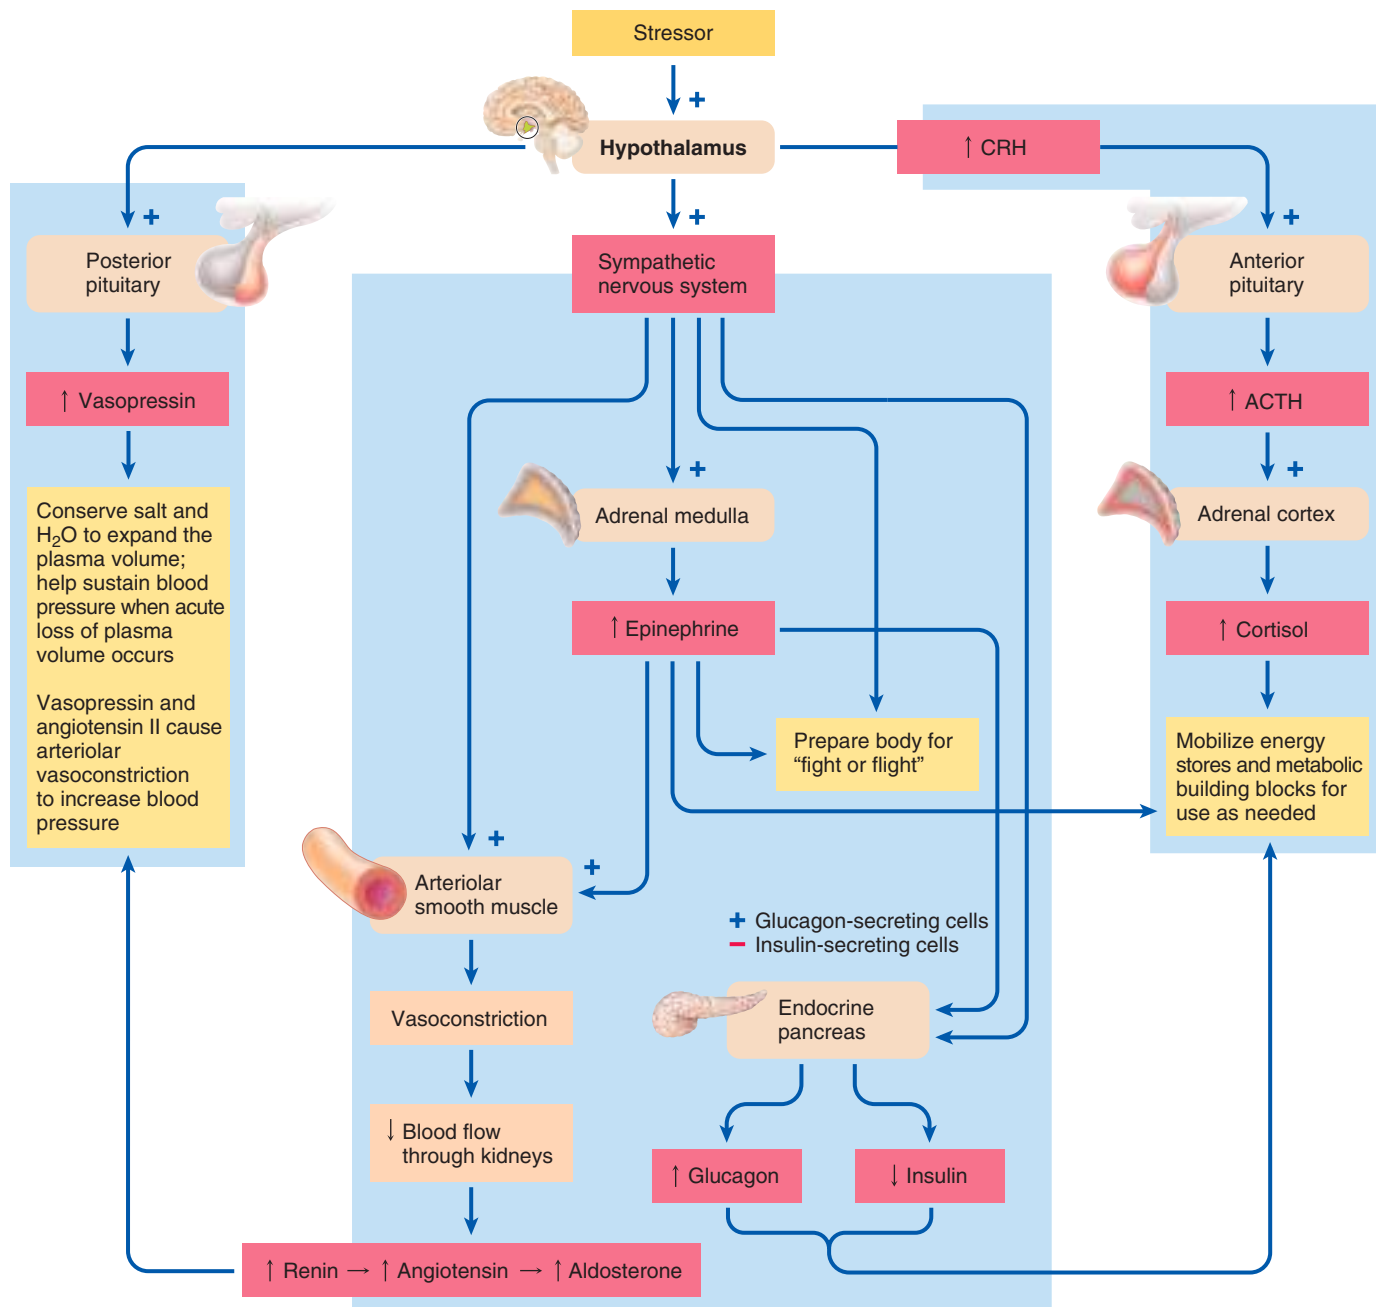 Stressor
+
Hypothalamus
↑ CRH
+
+
+
Posterior
pituitary
Sympathetic
nervous system
Anterior
pituitary
↑ Vasopressin
↑ ACTH
+
+
Conserve salt and
H₂O to expand the
plasma volume;
help sustain blood
pressure when acute
loss of plasma
volume occurs
Vasopressin and
angiotensin II cause
arteriolar
vasoconstriction
to increase blood
pressure
Adrenal medulla
Adrenal cortex
↑ Epinephrine
↑ Cortisol
Prepare body for
“fight or flight”
Mobilize energy
stores and metabolic
building blocks for
use as needed
+
+
Arteriolar
smooth muscle
+ Glucagon-secreting cells
− Insulin-secreting cells
Vasoconstriction
Endocrine
pancreas
↓ Blood flow
through kidneys
↑ Glucagon
↓ Insulin
↑ Renin → ↑ Angiotensin → ↑ Aldosterone